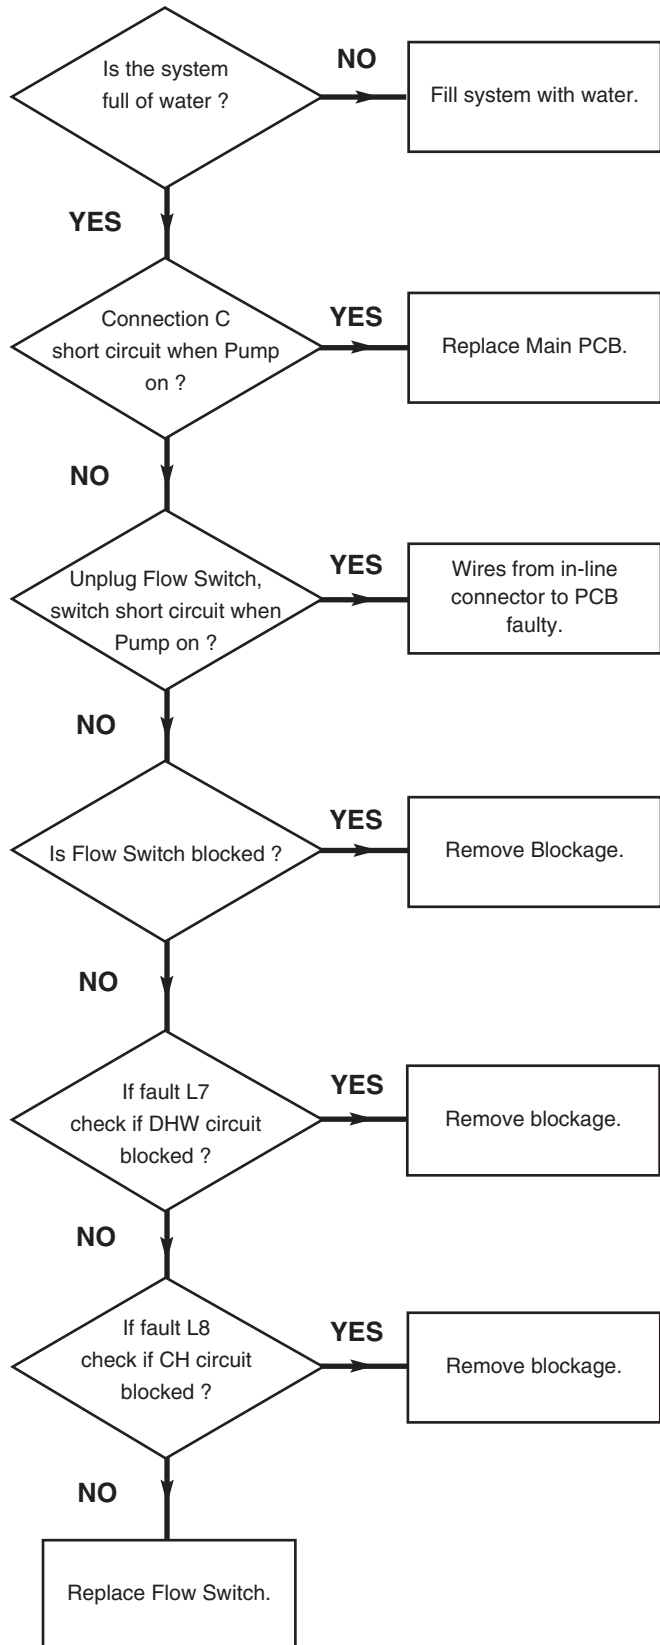 Is the system
full of water ?
NO
Fill system with water.
YES
Connection C
short circuit when Pump
on ?
YES
Replace Main PCB.
NO
Unplug Flow Switch,
switch short circuit when
Pump on ?
YES
Wires from in-line
connector to PCB
faulty.
NO
Is Flow Switch blocked ?
YES
Remove Blockage.
NO
If fault L7
check if DHW circuit
blocked ?
YES
Remove blockage.
NO
If fault L8
check if CH circuit
blocked ?
YES
Remove blockage.
NO
Replace Flow Switch.